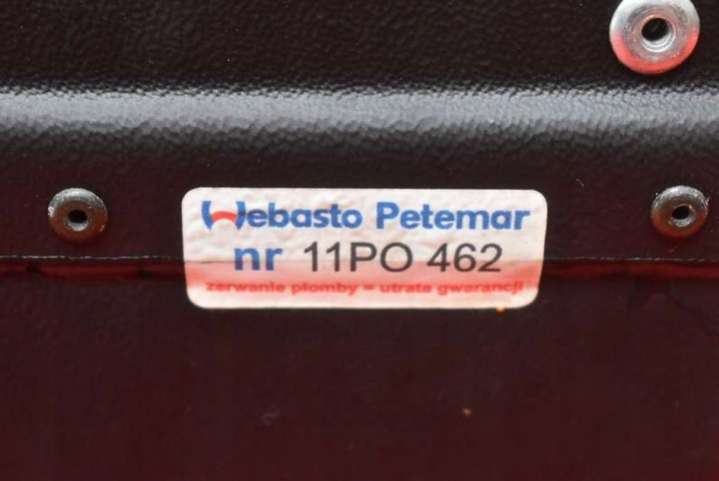 Webasto Petemar
nr 11PO 462
zerwanie plomby = utrata gwarancji